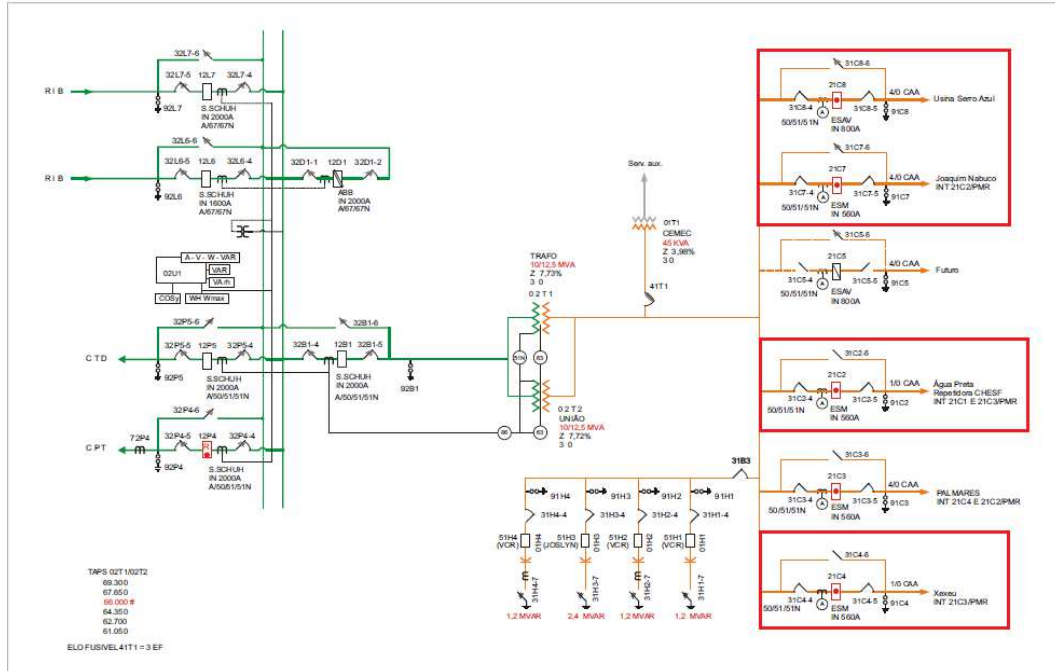 32L7-6
32L7-5
12L7
32L7-4
RIB
92L7
S.SCHUH
IN 2000A
A/67/67N
32L6-6
32L6-5
12L6
32L6-4
RIB
92L6
S.SCHUH
IN 1600A
A/67/67N
32D1-1
12D1
32D1-2
ABB
IN 2000A
A/67/67N
A - V - W - VAR
02U1
VAR
VArh
COSy
WH Wmax
32P5-6
32P5-5
12P5
32P5-4
CTD
92P5
S.SCHUH
IN 2000A
A/50/51/51N
32B1-6
32B1-4
12B1
32B1-5
S.SCHUH
IN 2000A
A/50/51/51N
92B1
32P4-6
72P4
32P4-5
12P4
32P4-4
R
CPT
92P4
S.SCHUH
IN 2000A
A/50/51/51N
TAPS 02T1/02T2
69.300
67.650
66.000 #
64.350
62.700
61.050
ELO FUSIVEL 41T1 = 3 EF
Serv. aux.
01T1
CEMEC
45 KVA
Z 3,98%
3 0
41T1
TRAFO
10/12,5 MVA
Z 7,73%
3 0
02T1
51N
63
86
63
02T2
UNIÃO
10/12,5 MVA
Z 7,72%
3 0
31B3
91H4
91H3
91H2
91H1
31H4-4
31H3-4
31H2-4
31H1-4
51H4
(VCR)
01H4
51H3
(JOSLYN)
01H3
51H2
(VCR)
01H2
51H1
(VCR)
01H1
31H4-7
31H3-7
31H2-7
31H1-7
1,2 MVAR
2,4 MVAR
1,2 MVAR
1,2 MVAR
31C8-6
21C8
4/0 CAA
Usina Serro Azul
31C8-4
A
31C8-5
91C8
50/51/51N
ESAV
IN 800A
31C7-6
21C7
4/0 CAA
Joaquim Nabuco
INT 21C2/PMR
31C7-4
A
31C7-5
91C7
50/51/51N
ESM
IN 560A
31C5-6
21C5
4/0 CAA
Futuro
31C5-4
A
31C5-5
91C5
50/51/51N
ESAV
IN 800A
31C2-6
21C2
1/0 CAA
Água Preta
Repetidora CHESF
INT 21C1 E 21C3/PMR
31C2-4
A
31C2-5
91C2
50/51/51N
ESM
IN 560A
31C3-6
21C3
4/0 CAA
PALMARES
INT 21C4 E 21C2/PMR
31C3-4
A
31C3-5
91C3
50/51/51N
ESM
IN 560A
31C4-6
21C4
1/0 CAA
Xexeu
INT 21C3/PMR
31C4-4
A
31C4-5
91C4
50/51/51N
ESM
IN 560A